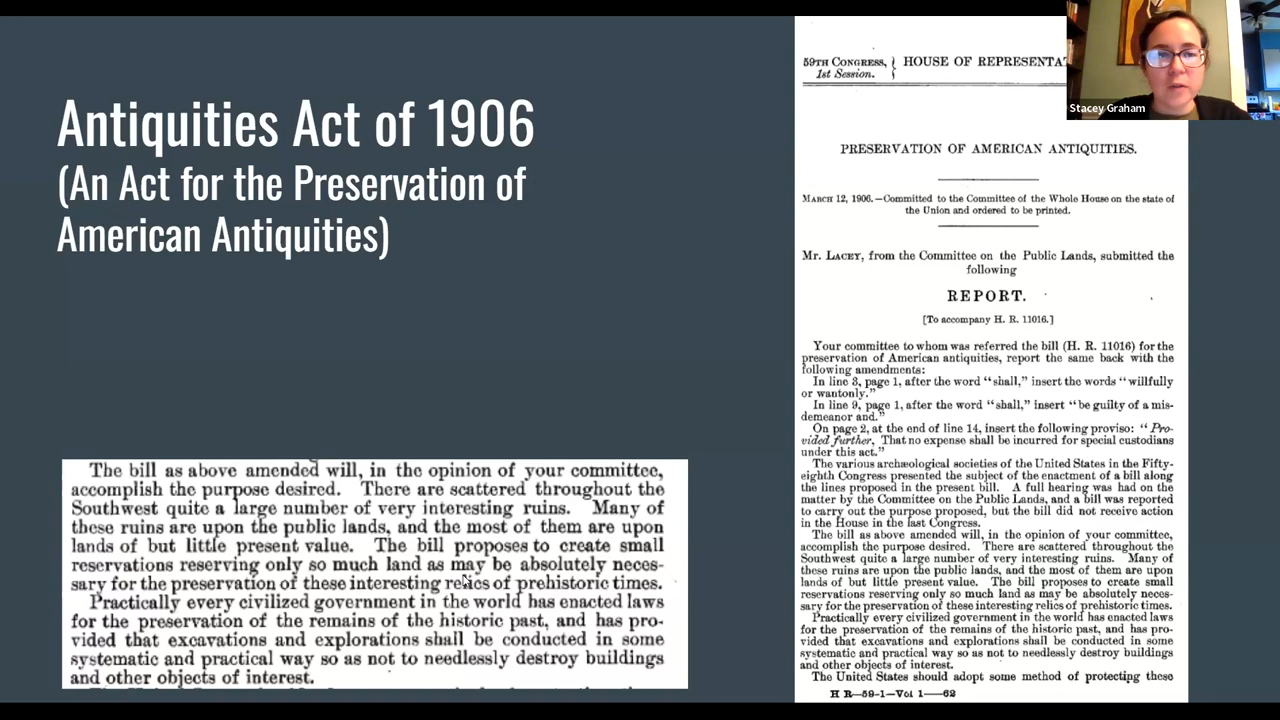 Antiquities Act of 1906
(An Act for the Preservation of
American Antiquities)
The bill as above amended will, in the opinion of your committee,
accomplish the purpose desired. There are scattered throughout the
Southwest quite a large number of very interesting ruins. Many of
these ruins are upon the public lands, and the most of them are upon
lands of but little present value. The bill proposes to create small
reservations reserving only so much land as may be absolutely neces-
sary for the preservation of these interesting relics of prehistoric times.
Practically every civilized government in the world has enacted laws
for the preservation of the remains of the historic past, and has pro-
vided that excavations and explorations shall be conducted in some
systematic and practical way so as not to needlessly destroy buildings
and other objects of interest.
59TH CONGRESS, HOUSE OF
1st Session.
PRESERVATION OF AMERICAN ANTIQUITIES.
MARCH 12, 1906.—Committed to the Committee of the Whole House on the state of
the Union and ordered to be printed.
Mr. LACEY, from the Committee on the Public Lands, submitted the
following
REPORT.
[To accompany H. R. 11016.]
Your committee to whom was referred the bill (H. R. 11016) for the
preservation of American antiquities, report the same back with the
following amendments:
In line 3, page 1, after the word "shall," insert the words "willfully
or wantonly."
In line 9, page 1, after the word "shall," insert "be guilty of a mis-
demeanor and."
On page 2, at the end of line 14, insert the following proviso: "Pro-
vided further, That no expense shall be incurred for special custodians
under this act."
The various archæological societies of the United States in the Fifty-
eighth Congress presented the subject of the enactment of a bill along
the lines proposed in the present bill. A full hearing was had on the
matter by the Committee on the Public Lands, and a bill was reported
to carry out the purpose proposed, but the bill did not receive action
in the House in the last Congress.
The bill as above amended will, in the opinion of your committee,
accomplish the purpose desired. There are scattered throughout the
Southwest quite a large number of very interesting ruins. Many of
these ruins are upon the public lands, and the most of them are upon
lands of but little present value. The bill proposes to create small
reservations reserving only so much land as may be absolutely neces-
sary for the preservation of these interesting relics of prehistoric times.
Practically every civilized government in the world has enacted laws
for the preservation of the remains of the historic past, and has pro-
vided that excavations and explorations shall be conducted in some
systematic and practical way so as not to needlessly destroy buildings
and other objects of interest.
The United States should adopt some method of protecting these
H R—59-1—Vol 1——62
Stacey Graham